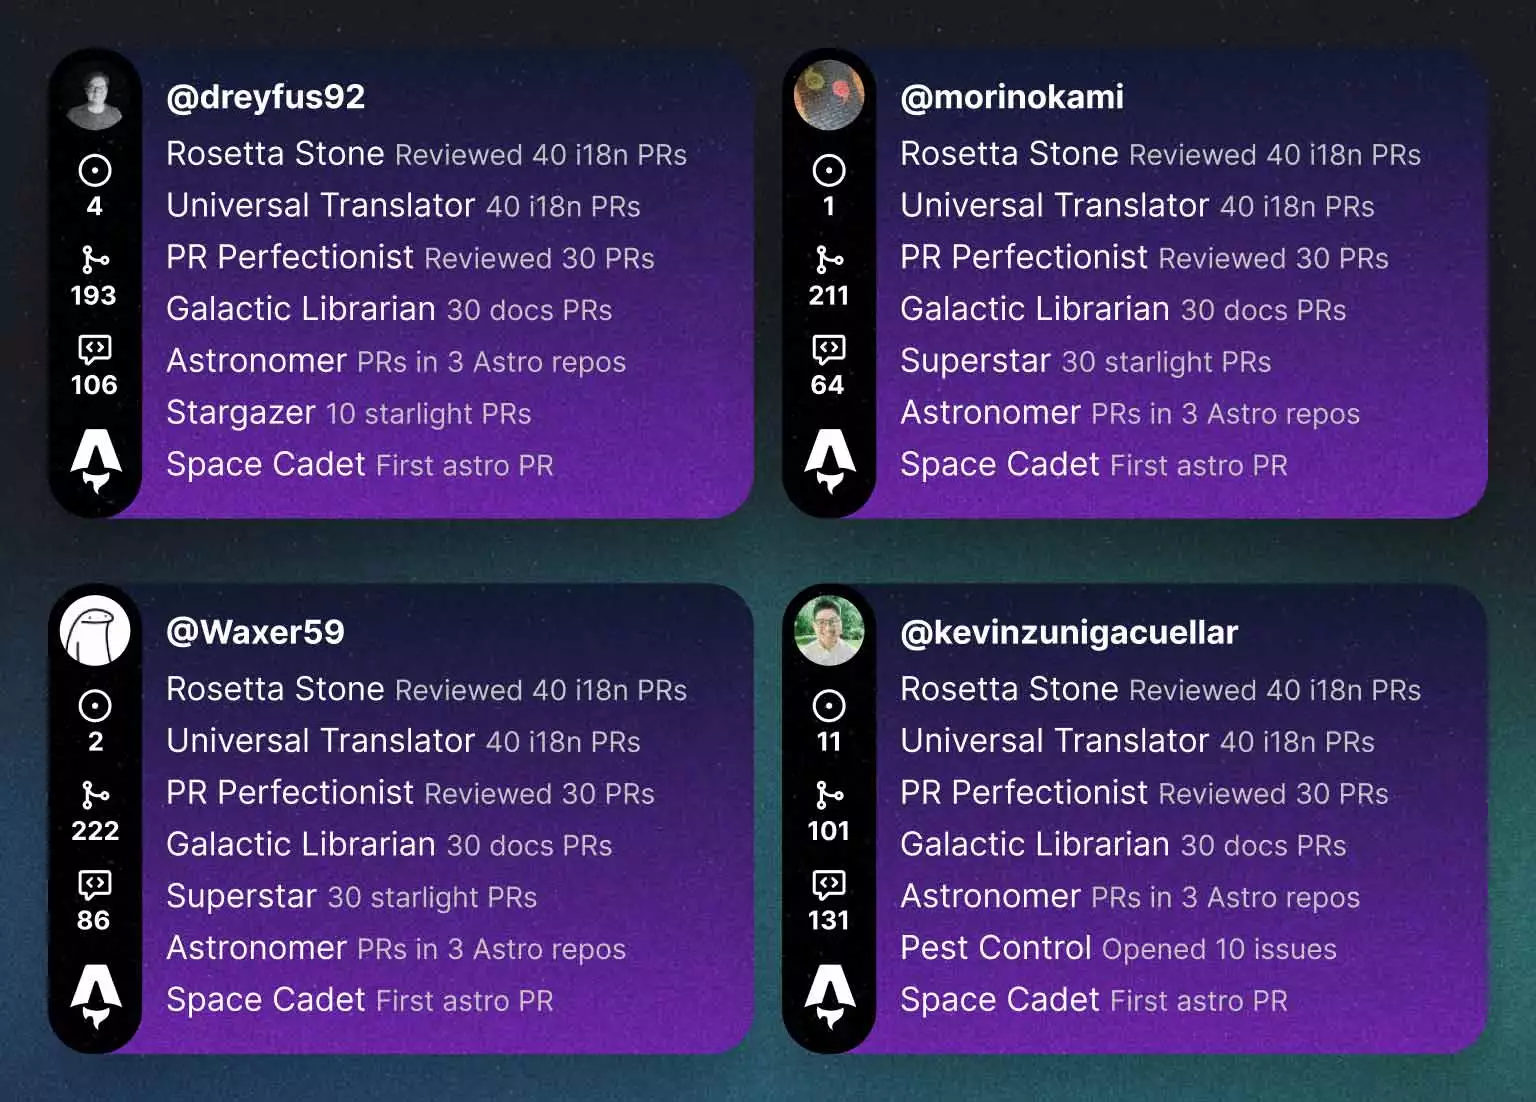 @dreyfus92
4
193
106
Rosetta Stone Reviewed 40 i18n PRs
Universal Translator 40 i18n PRs
PR Perfectionist Reviewed 30 PRs
Galactic Librarian 30 docs PRs
Astronomer PRs in 3 Astro repos
Stargazer 10 starlight PRs
Space Cadet First astro PR
@morinokami
1
211
64
Rosetta Stone Reviewed 40 i18n PRs
Universal Translator 40 i18n PRs
PR Perfectionist Reviewed 30 PRs
Galactic Librarian 30 docs PRs
Superstar 30 starlight PRs
Astronomer PRs in 3 Astro repos
Space Cadet First astro PR
@Waxer59
2
222
86
Rosetta Stone Reviewed 40 i18n PRs
Universal Translator 40 i18n PRs
PR Perfectionist Reviewed 30 PRs
Galactic Librarian 30 docs PRs
Superstar 30 starlight PRs
Astronomer PRs in 3 Astro repos
Space Cadet First astro PR
@kevinzunigacuellar
11
101
131
Rosetta Stone Reviewed 40 i18n PRs
Universal Translator 40 i18n PRs
PR Perfectionist Reviewed 30 PRs
Galactic Librarian 30 docs PRs
Astronomer PRs in 3 Astro repos
Pest Control Opened 10 issues
Space Cadet First astro PR